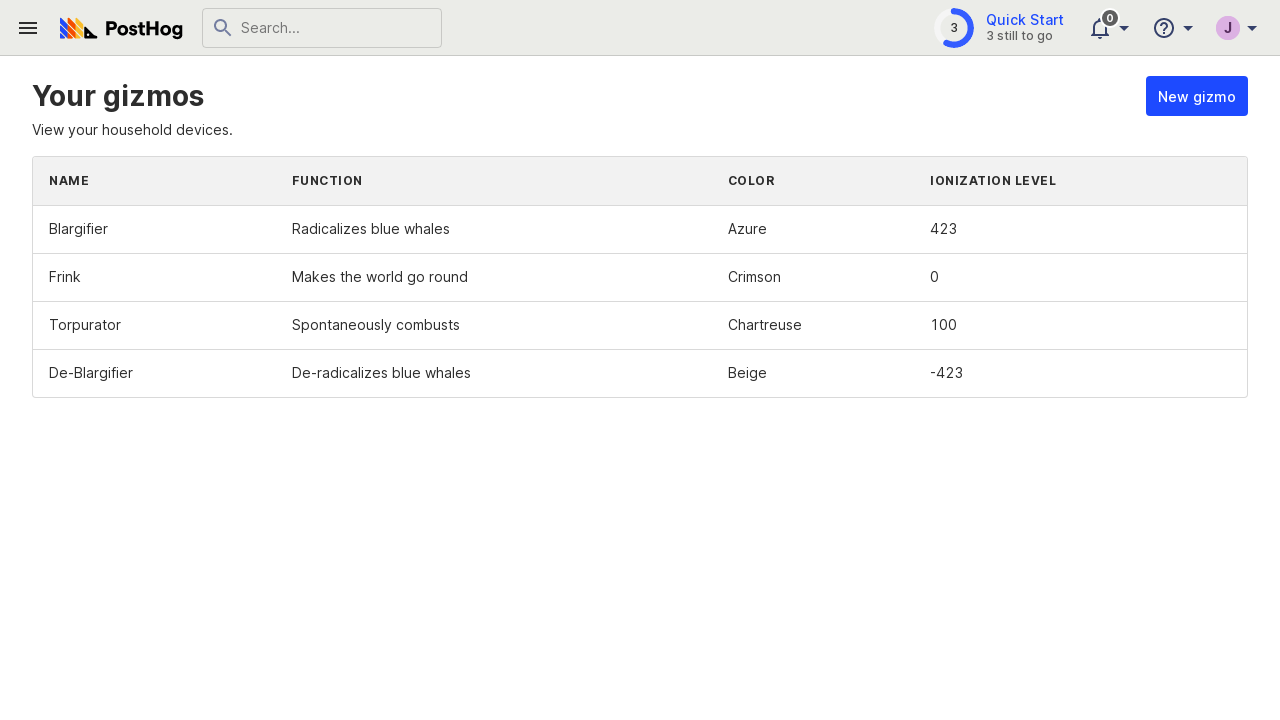 PostHog
Search...
3
Quick Start
3 still to go
0
J
Your gizmos
New gizmo
View your household devices.
NAME FUNCTION COLOR IONIZATION LEVEL
Blargifier Radicalizes blue whales Azure 423
Frink Makes the world go round Crimson 0
Torpurator Spontaneously combusts Chartreuse 100
De-Blargifier De-radicalizes blue whales Beige -423